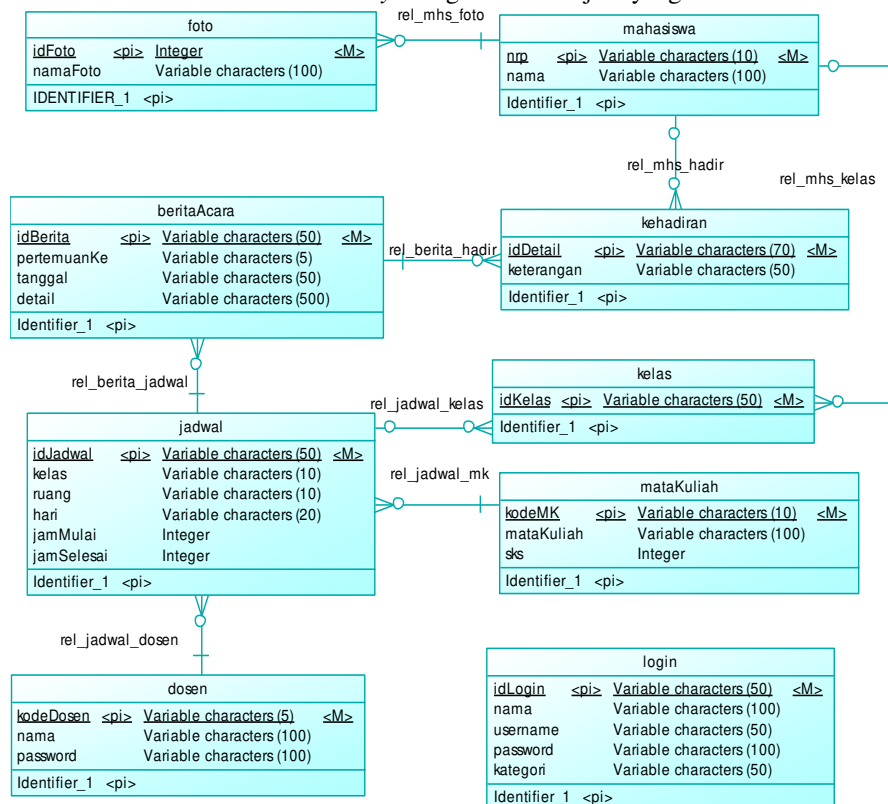 foto
idFoto <pi> Integer <M>
namaFoto Variable characters (100)
IDENTIFIER_1 <pi>
rel_mhs_foto
mahasiswa
nrp <pi> Variable characters (10) <M>
nama Variable characters (100)
Identifier_1 <pi>
rel_mhs_hadir
rel_mhs_kelas
beritaAcara
idBerita <pi> Variable characters (50) <M>
pertemuanKe Variable characters (5)
tanggal Variable characters (50)
detail Variable characters (500)
Identifier_1 <pi>
rel_berita_hadir
kehadiran
idDetail <pi> Variable characters (70) <M>
keterangan Variable characters (50)
Identifier_1 <pi>
rel_berita_jadwal
rel_jadwal_kelas
kelas
idKelas <pi> Variable characters (50) <M>
Identifier_1 <pi>
jadwal
idJadwal <pi> Variable characters (50) <M>
kelas Variable characters (10)
ruang Variable characters (10)
hari Variable characters (20)
jamMulai Integer
jamSelesai Integer
Identifier_1 <pi>
rel_jadwal_mk
mataKuliah
kodeMK <pi> Variable characters (10) <M>
mataKuliah Variable characters (100)
sks Integer
Identifier_1 <pi>
rel_jadwal_dosen
dosen
kodeDosen <pi> Variable characters (5) <M>
nama Variable characters (100)
password Variable characters (100)
Identifier_1 <pi>
login
idLogin <pi> Variable characters (50) <M>
nama Variable characters (100)
username Variable characters (50)
password Variable characters (100)
kategori Variable characters (50)
Identifier_1 <pi>